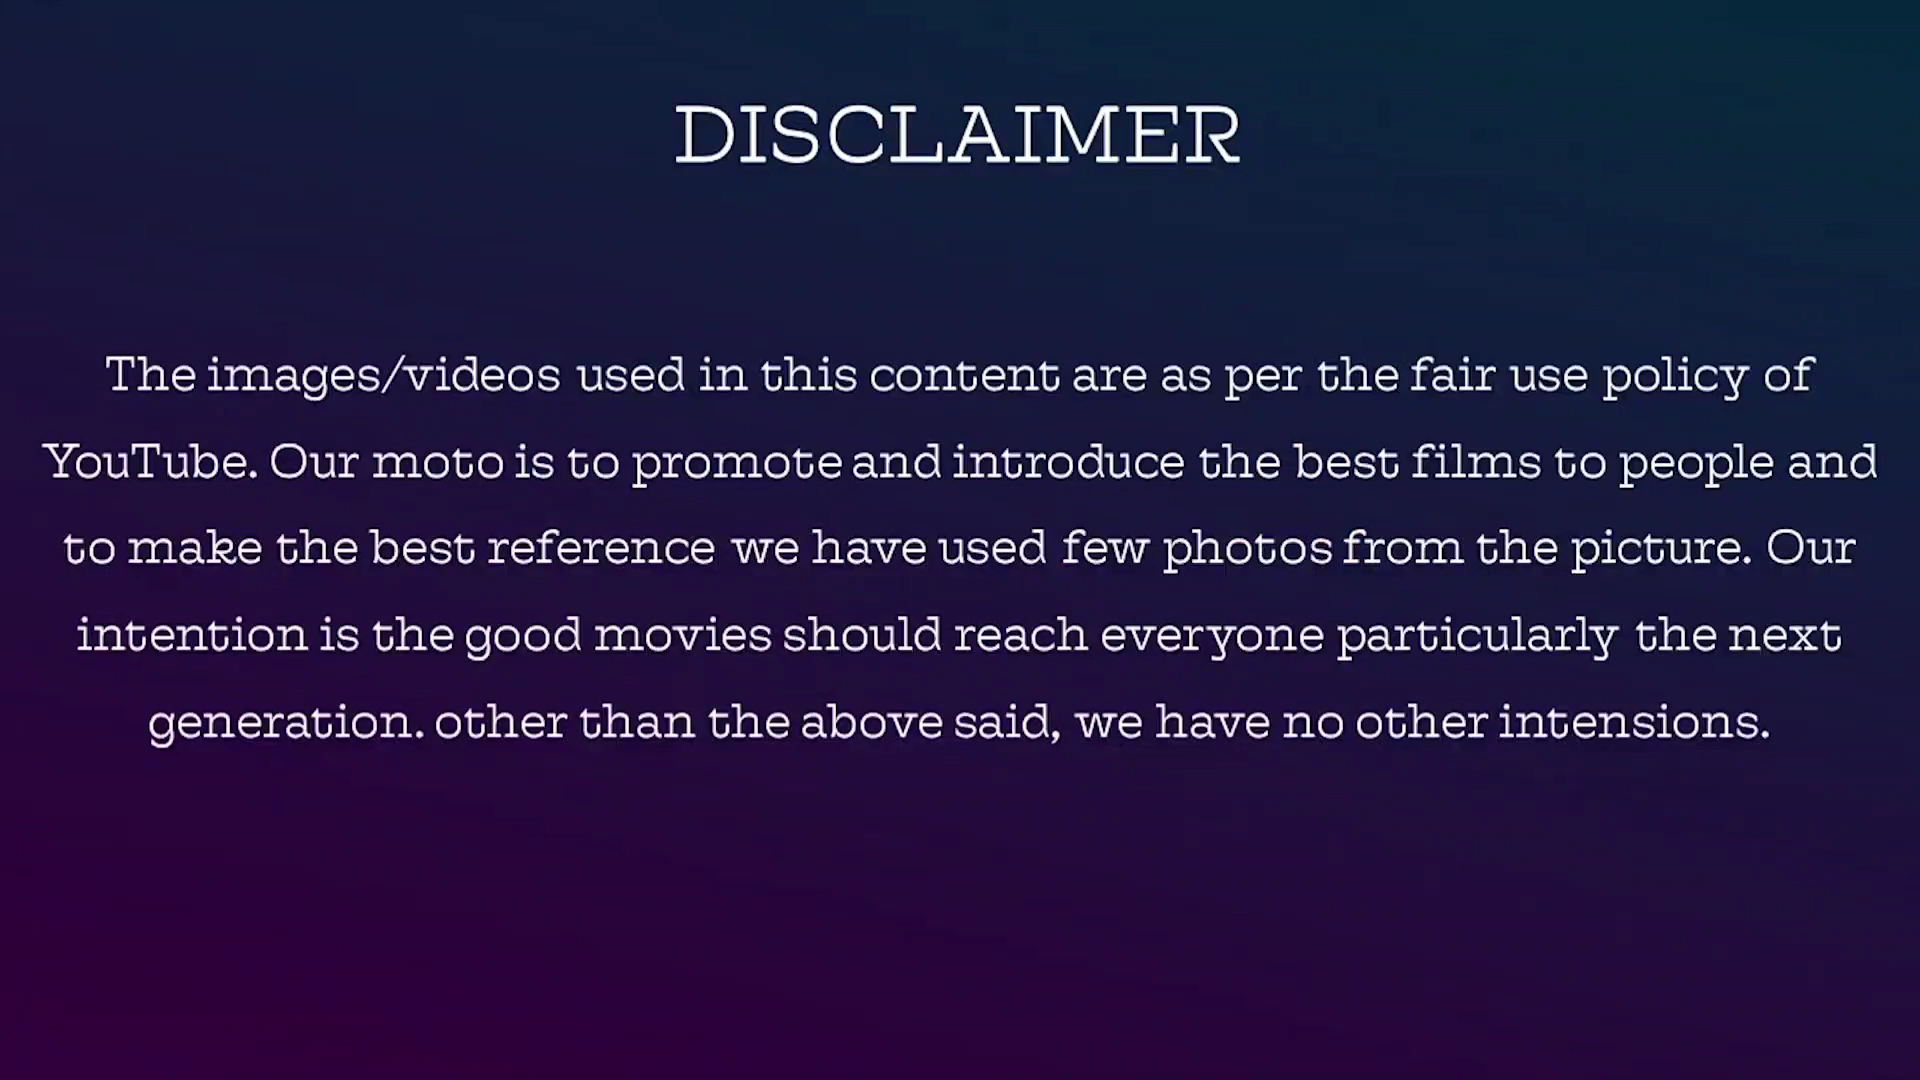 DISCLAIMER
The images/videos used in this content are as per the fair use policy of
YouTube. Our moto is to promote and introduce the best films to people and
to make the best reference we have used few photos from the picture. Our
intention is the good movies should reach everyone particularly the next
generation. other than the above said, we have no other intensions.